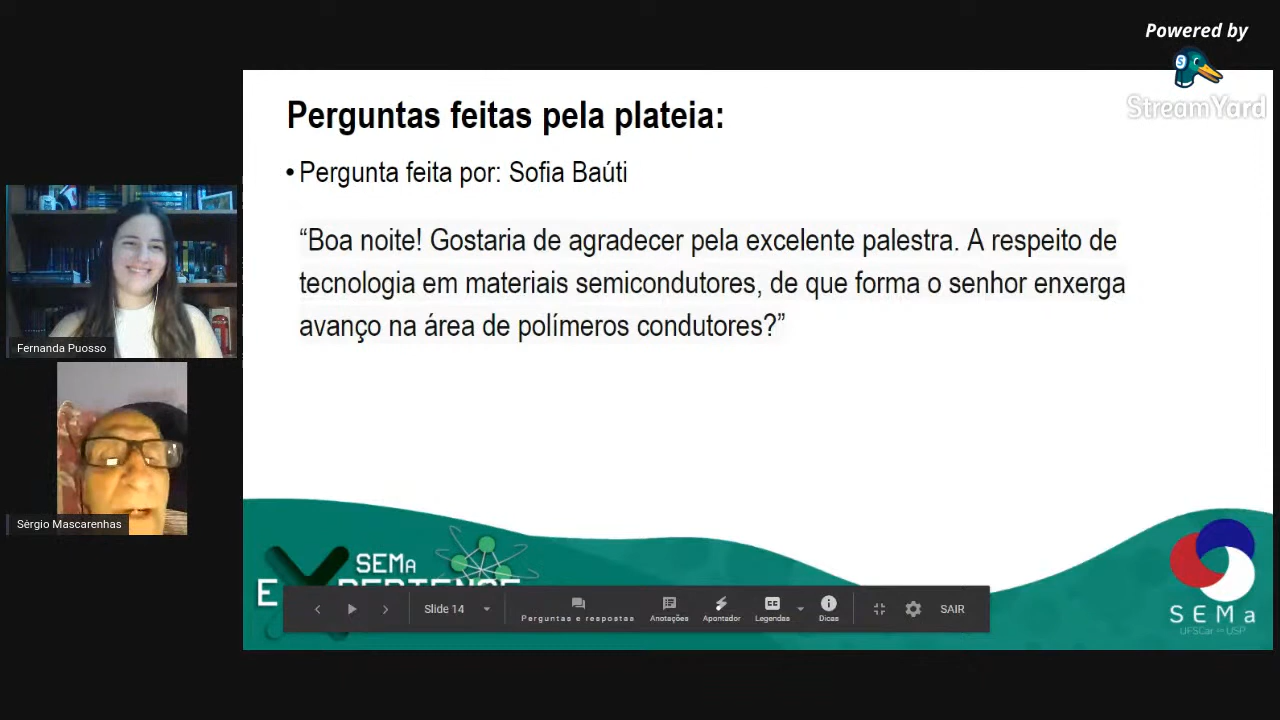 Powered by
StreamYard
Perguntas feitas pela plateia:
• Pergunta feita por: Sofia Baúti
“Boa noite! Gostaria de agradecer pela excelente palestra. A respeito de
tecnologia em materiais semicondutores, de que forma o senhor enxerga
avanço na área de polímeros condutores?”
Fernanda Puosso
Sérgio Mascarenhas
SEMa
EXPERIENCE
Slide 14
Perguntas e respostas
Anotações
Apontador
Legendas
Dicas
SAIR
SEMa